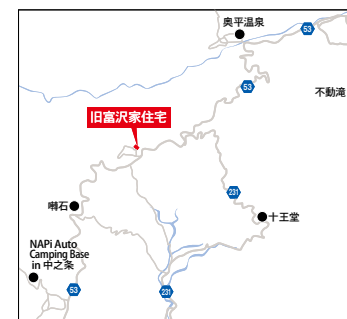 奥平温泉
53
53
不動滝
旧富沢家住宅
231
囀石
十王堂
NAPi Auto
Camping Base
in 中之条
53
231